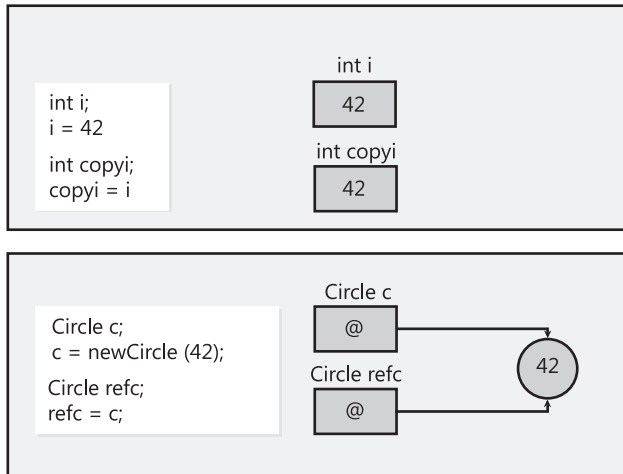 int i;
i = 42
int copyi;
copyi = i
int i
42
int copyi
42
Circle c;
c = newCircle (42);
Circle refc;
refc = c;
Circle c
@
Circle refc
@
42